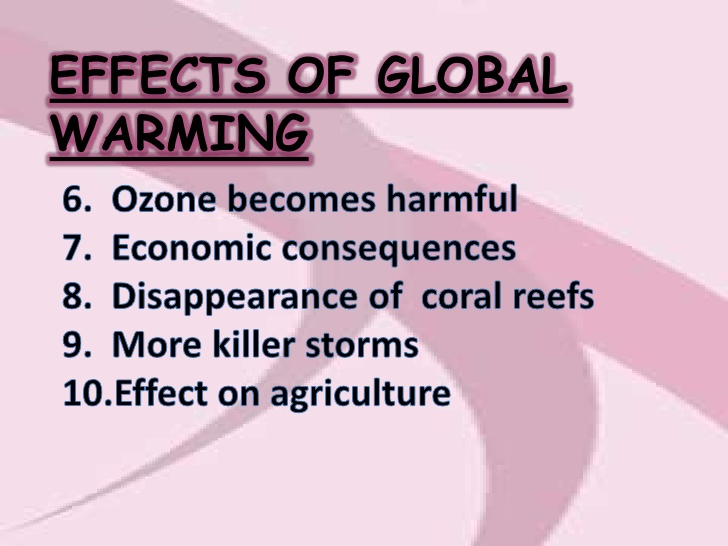 EFFECTS OF GLOBAL
WARMING
6. Ozone becomes harmful
7. Economic consequences
8. Disappearance of coral reefs
9. More killer storms
10.Effect on agriculture